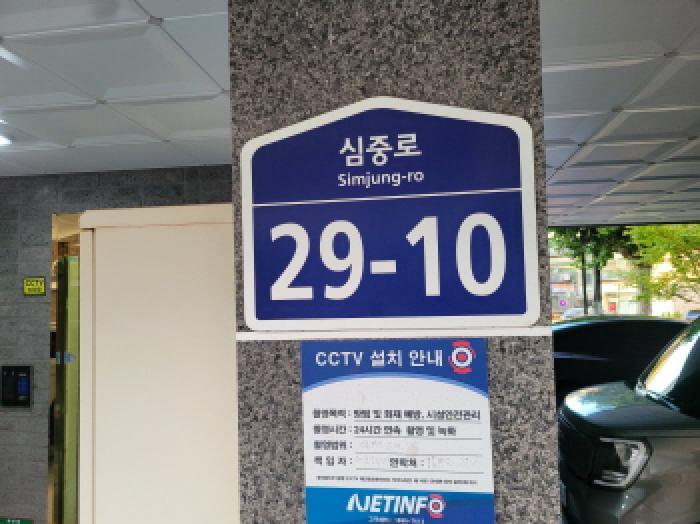 심중로
Simjung-ro
29-10
CCTV 설치 안내
촬영목적 : 범죄 및 화재 예방, 시설안전관리
촬영시간 : 24시간 연속 촬영 및 녹화
촬영범위 :
책 임 자 : 연락처 :
NETINFO
CCTV